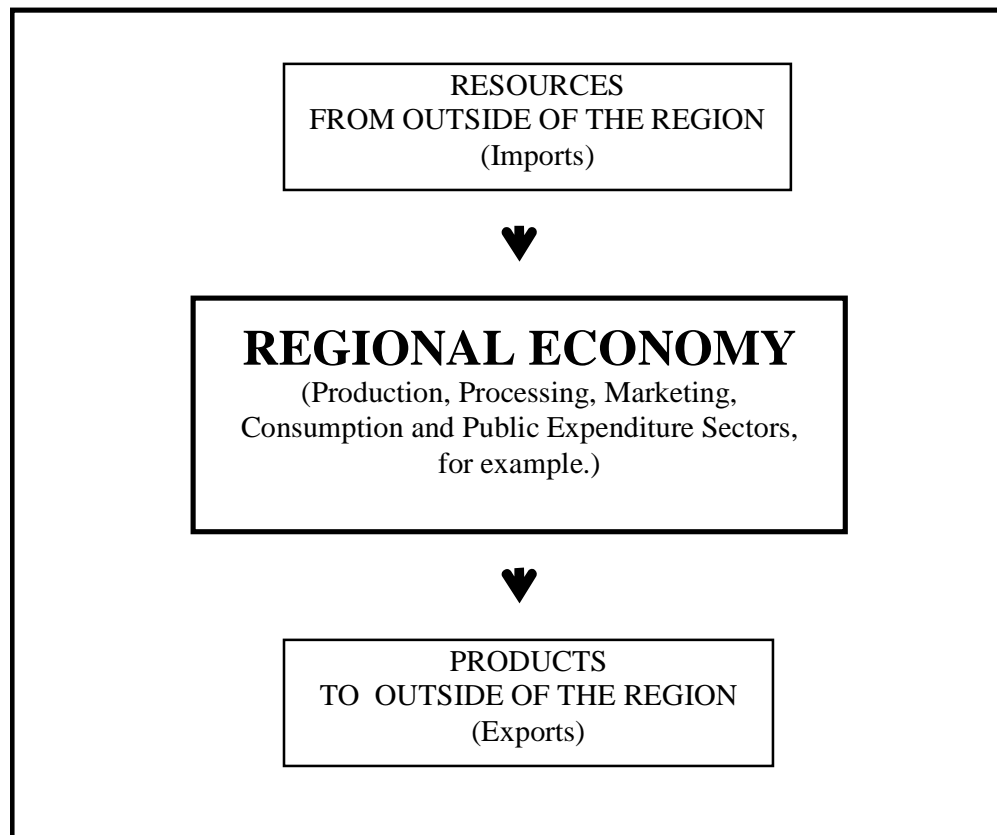 RESOURCES
FROM OUTSIDE OF THE REGION
(Imports)
REGIONAL ECONOMY
(Production, Processing, Marketing,
Consumption and Public Expenditure Sectors,
for example.)
PRODUCTS
TO  OUTSIDE OF THE REGION
(Exports)